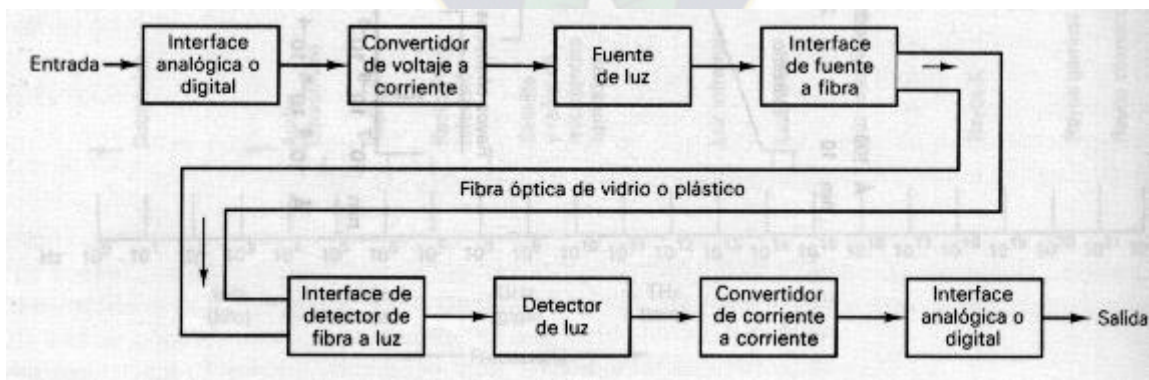 Entrada
Interface
analógica o
digital
Convertidor
de voltaje a
corriente
Fuente
de luz
Interface
de fuente
a fibra
Fibra óptica de vidrio o plástico
Interface de
detector de
fibra a luz
Detector
de luz
Convertidor
de corriente
a corriente
Interface
analógica o
digital
Salida